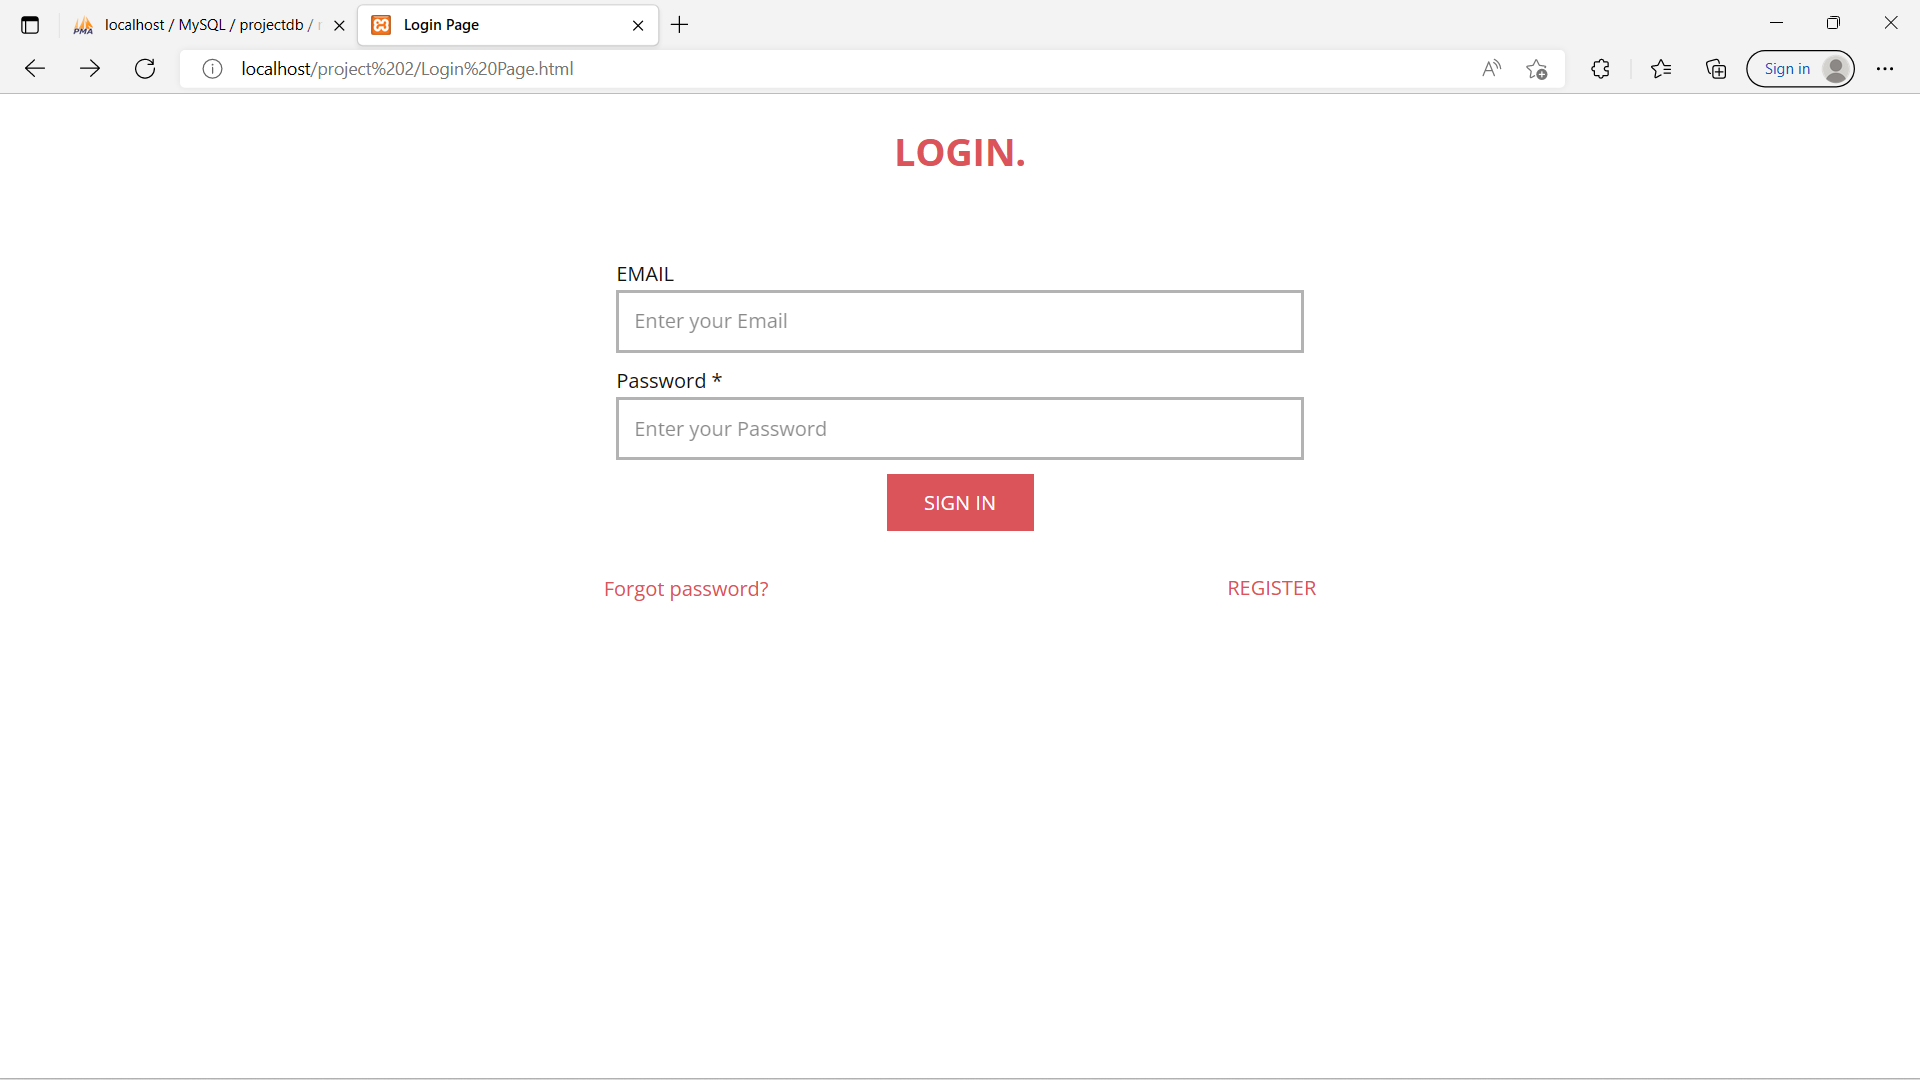 localhost / MySQL / projectdb /
Login Page
localhost/project%202/Login%20Page.html
Sign in
LOGIN.
EMAIL
Enter your Email
Password *
Enter your Password
SIGN IN
Forgot password?
REGISTER